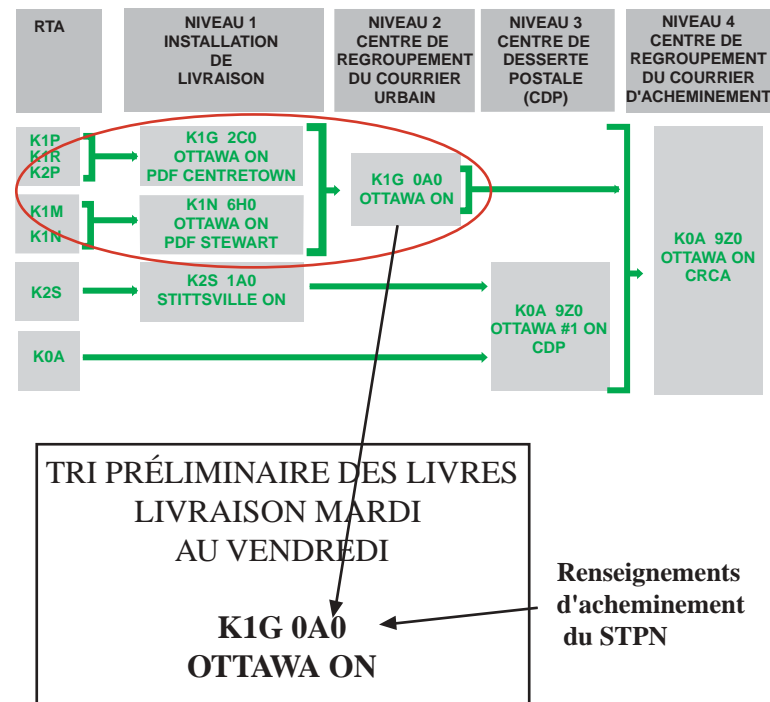 RTA
NIVEAU 1
INSTALLATION
DE
LIVRAISON
NIVEAU 2
CENTRE DE
REGROUPEMENT
DU COURRIER
URBAIN
NIVEAU 3
CENTRE DE
DESSERTE
POSTALE
(CDP)
NIVEAU 4
CENTRE DE
REGROUPEMENT
DU COURRIER
D'ACHEMINEMENT
K1P
K1R
K2P
K1G 2C0
OTTAWA ON
PDF CENTRETOWN
K1M
K1N
K1N 6H0
OTTAWA ON
PDF STEWART
K1G 0A0
OTTAWA ON
K2S
K2S 1A0
STITTSVILLE ON
K0A
K0A 9Z0
OTTAWA #1 ON
CDP
K0A 9Z0
OTTAWA ON
CRCA
TRI PRÉLIMINAIRE DES LIVRES
LIVRAISON MARDI
AU VENDREDI
K1G 0A0
OTTAWA ON
Renseignements
d'acheminement
du STPN